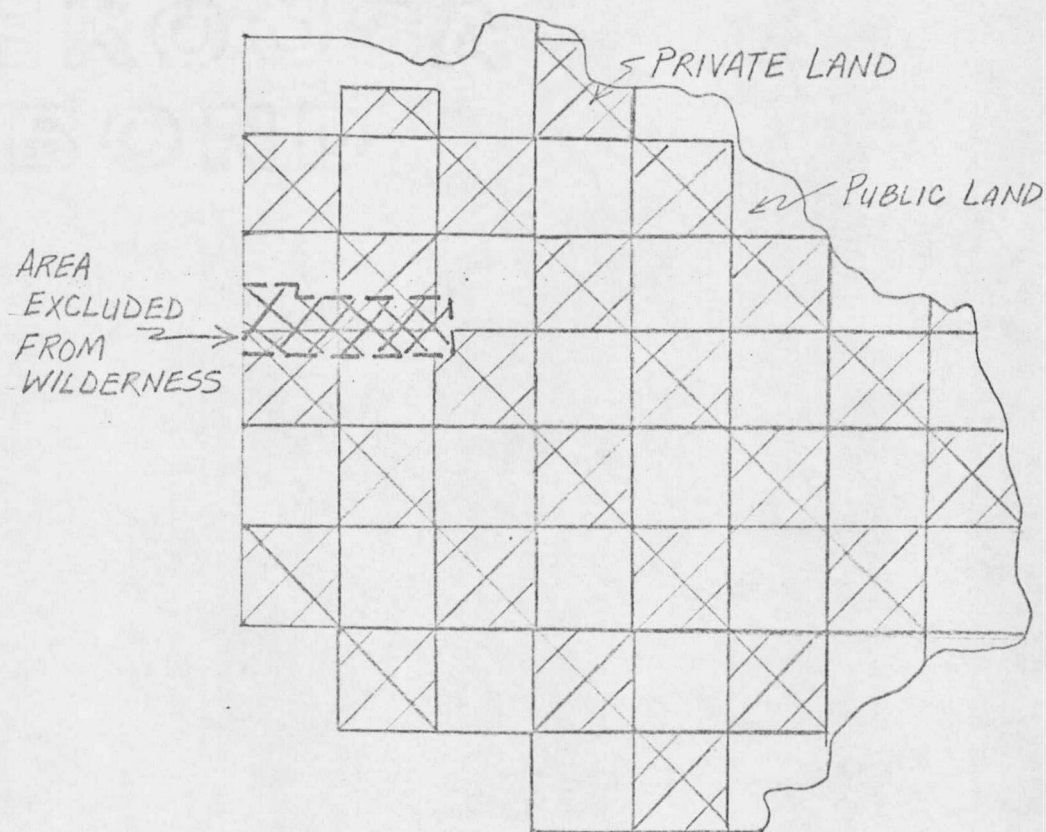 PRIVATE LAND
PUBLIC LAND
AREA
EXCLUDED
FROM
WILDERNESS